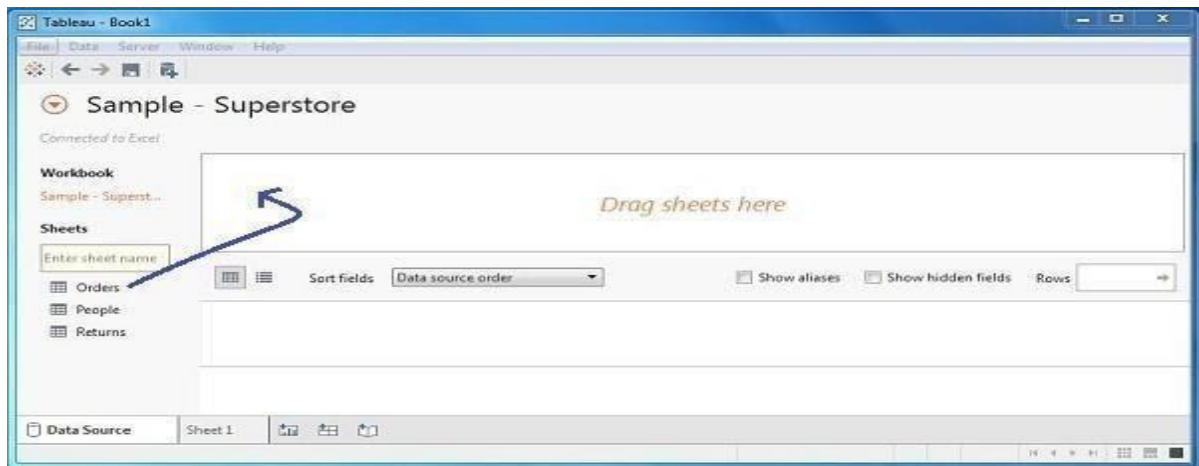 Tableau - Book1
File Data Server Window Help
Sample - Superstore
Connected to Excel
Workbook
Sample - Superst...
Sheets
Enter sheet name
Orders
People
Returns
Drag sheets here
Sort fields Data source order Show aliases Show hidden fields Rows
Data Source Sheet 1